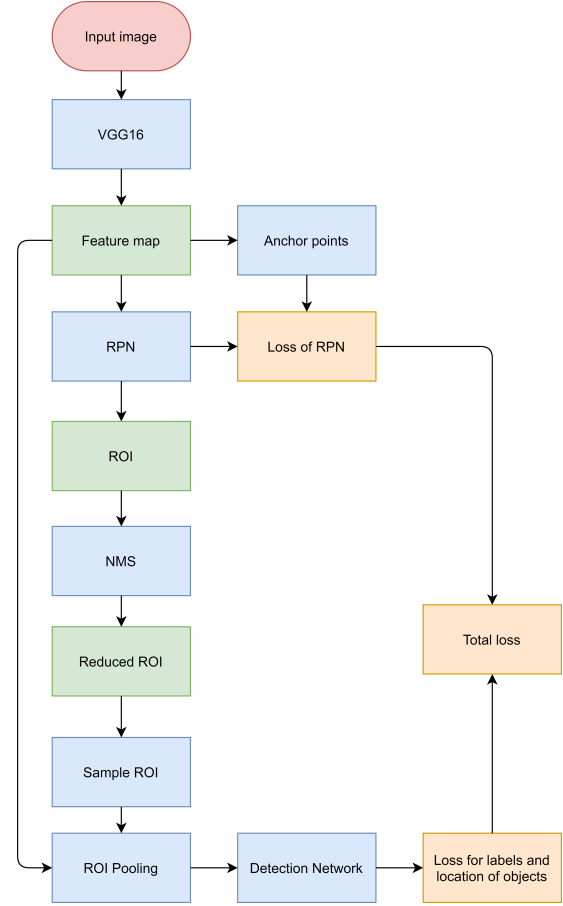 Input image
VGG16
Feature map
Anchor points
RPN
Loss of RPN
ROI
NMS
Reduced ROI
Total loss
Sample ROI
ROI Pooling
Detection Network
Loss for labels and
location of objects